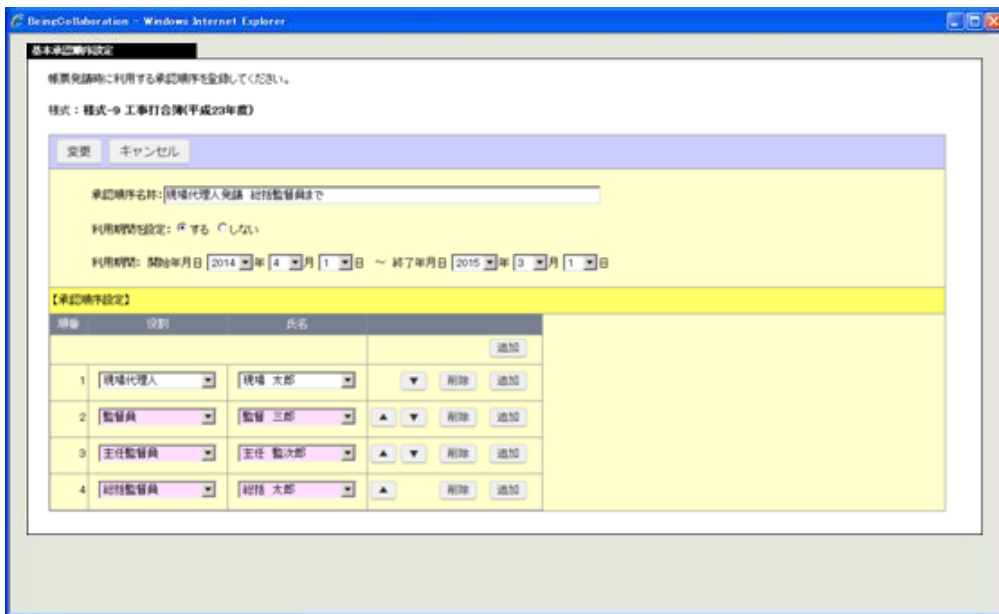 BeingCollaboration - Windows Internet Explorer
基本承認順序設定
帳票発議時に利用する承認順序を登録してください。
様式：様式-9 工事打合簿(平成23年度)
変更 キャンセル
承認順序名称：現場代理人発議 総括監督員まで
利用期間を設定： する しない
利用期間： 開始年月日 2014 年 4 月 1 日 ～ 終了年月日 2015 年 3 月 1 日
【承認順序設定】
順番 役割 氏名
追加
1 現場代理人 現場 太郎 ▼ 削除 追加
2 監督員 監督 三郎 ▲ ▼ 削除 追加
3 主任監督員 主任 監次郎 ▲ ▼ 削除 追加
4 総括監督員 総括 太郎 ▲ 削除 追加